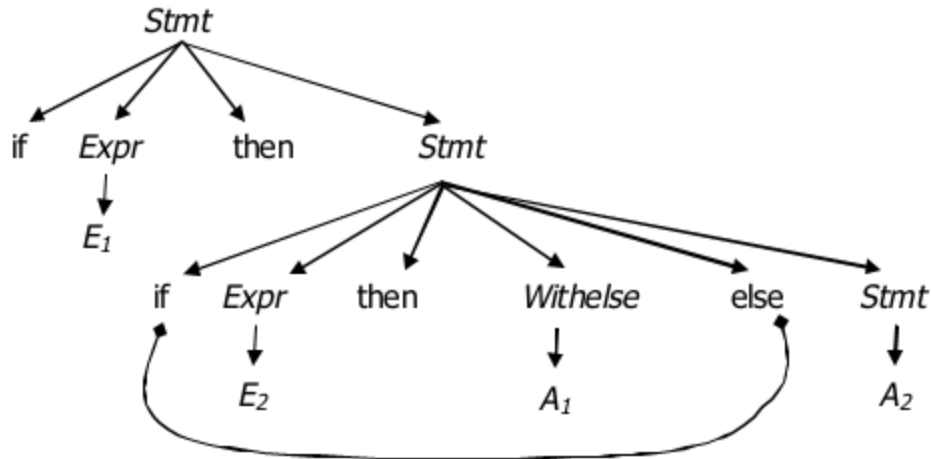 Stmt
if Expr then Stmt
E1
if Expr then Withelse else Stmt
E2 A1 A2